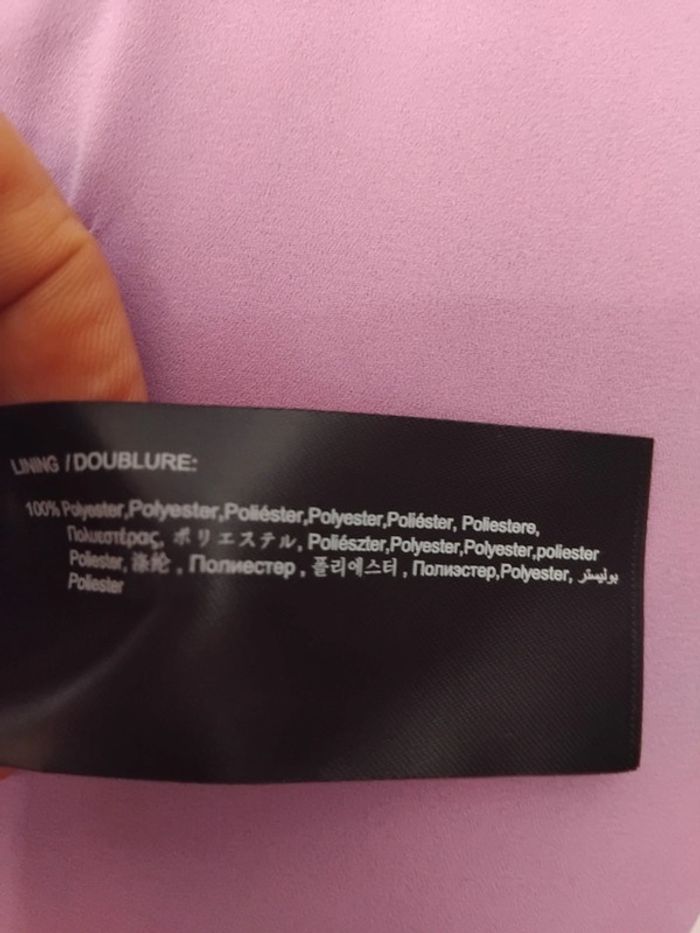 LINING / DOUBLURE:
100% Polyester,Polyester,Poliéster,Polyester,Poliéster, Poliestere,
Πολυεστέρας, ポリエステル, Poliészter,Polyester,Polyester,poliester
Poliester, 涤纶 , Полиестер , 폴리에스터 , Полиэстер,Polyester, بوليستر
Poliester